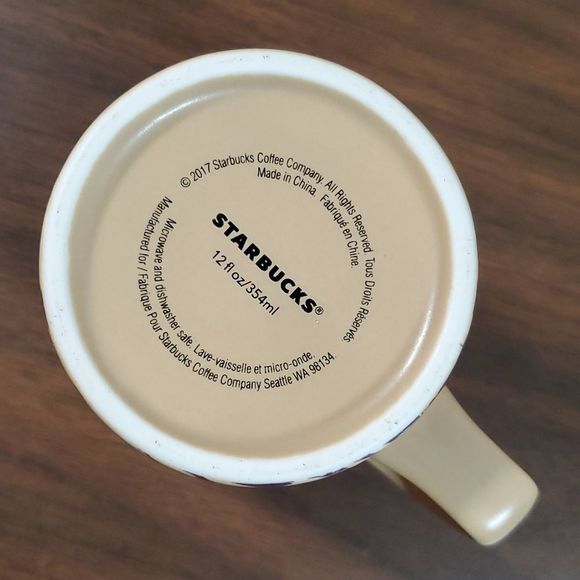 © 2017 Starbucks Coffee Company. All Rights Reserved. Tous Droits Réservés
Made in China. Fabriqué en Chine.
STARBUCKS®
12 fl oz/354ml
Microwave and dishwasher safe. Lave-vaisselle et micro-onde.
Manufactured for / Fabrique Pour Starbucks Coffee Company Seattle WA 98134.